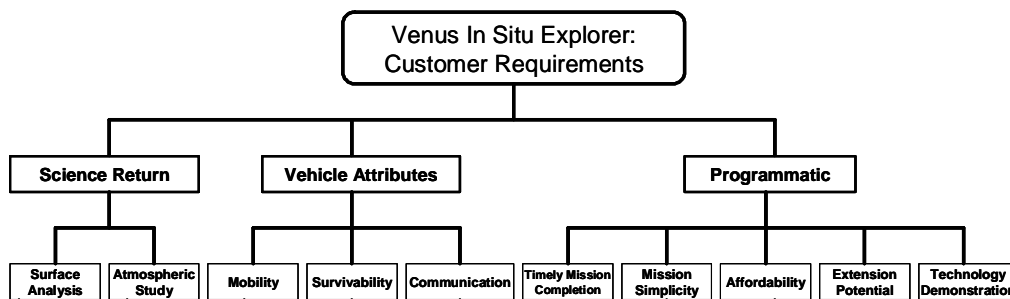 Venus In Situ Explorer:
Customer Requirements
Science Return
Vehicle Attributes
Programmatic
Surface
Analysis
Atmospheric
Study
Mobility
Survivability
Communication
Timely Mission
Completion
Mission
Simplicity
Affordability
Extension
Potential
Technology
Demonstration